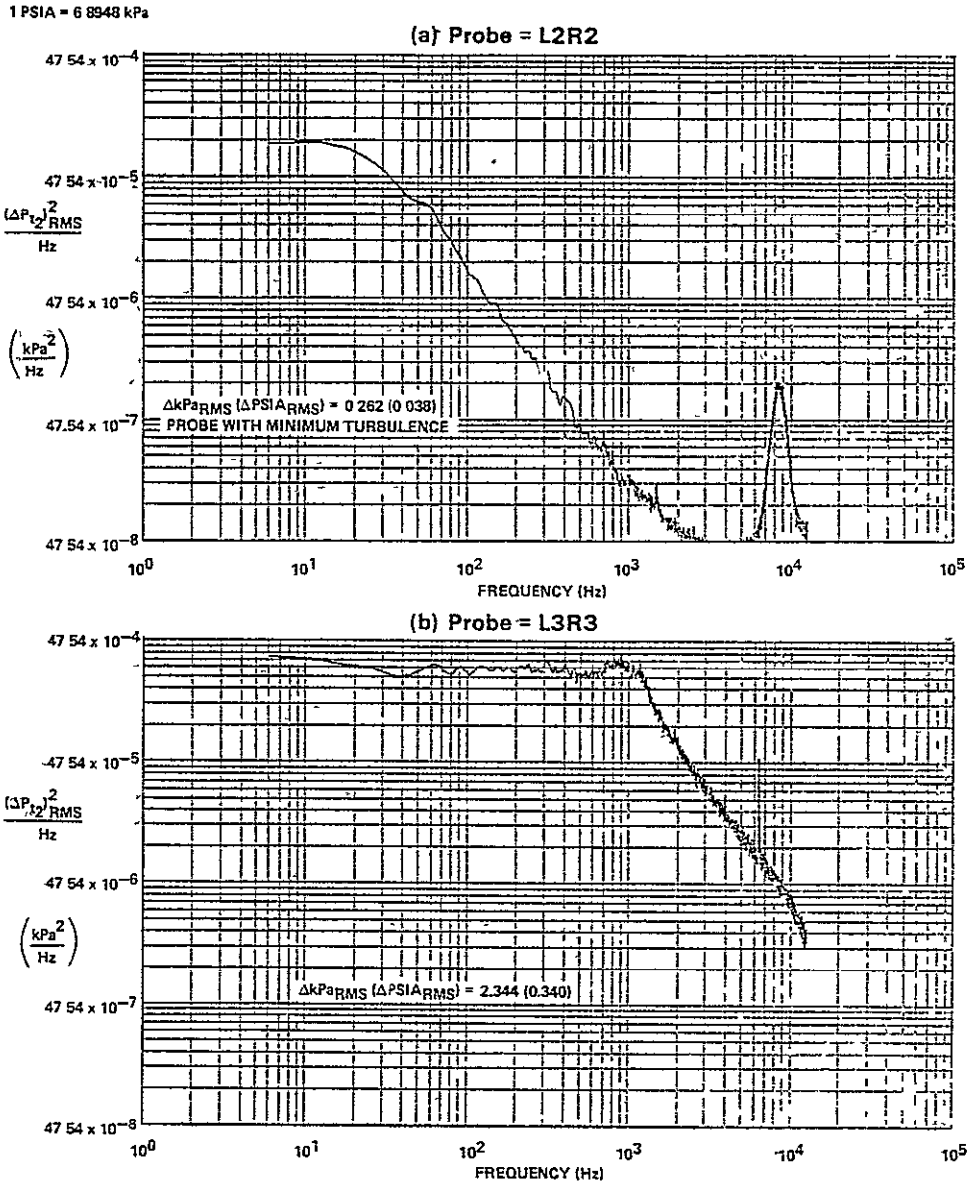 1 PSIA = 6 8948 kPa
(a) Probe = L2R2
47 54 x 10-4
47 54 x 10-5
(ΔPt2)2RMS
Hz
47 54 x 10-6
(kPa2
Hz)
ΔkPaRMS (ΔPSIARMS) = 0 262 (0 038)
PROBE WITH MINIMUM TURBULENCE
47.54 x 10-7
47 54 x 10-8
100 101 102 103 104 105
FREQUENCY (Hz)
(b) Probe = L3R3
47 54 x 10-4
47 54 x 10-5
(ΔPt2)2RMS
Hz
47 54 x 10-6
(kPa2
Hz)
ΔkPaRMS (ΔPSIARMS) = 2.344 (0.340)
47 54 x 10-7
47 54 x 10-8
100 101 102 103 104 105
FREQUENCY (Hz)